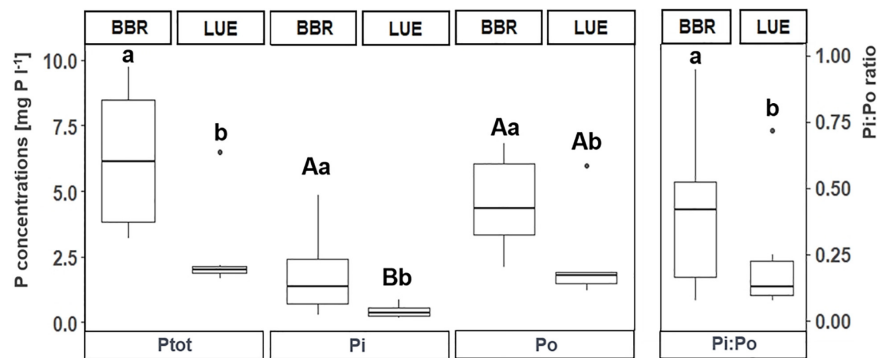 BBR LUE BBR LUE BBR LUE BBR LUE
P concentrations [mg P l⁻¹]
10.0
7.5
5.0
2.5
0.0
a
b
Aa
Bb
Aa
Ab
a
b
1.00
0.75
0.50
0.25
0.00
Pi:Po ratio
Ptot Pi Po Pi:Po